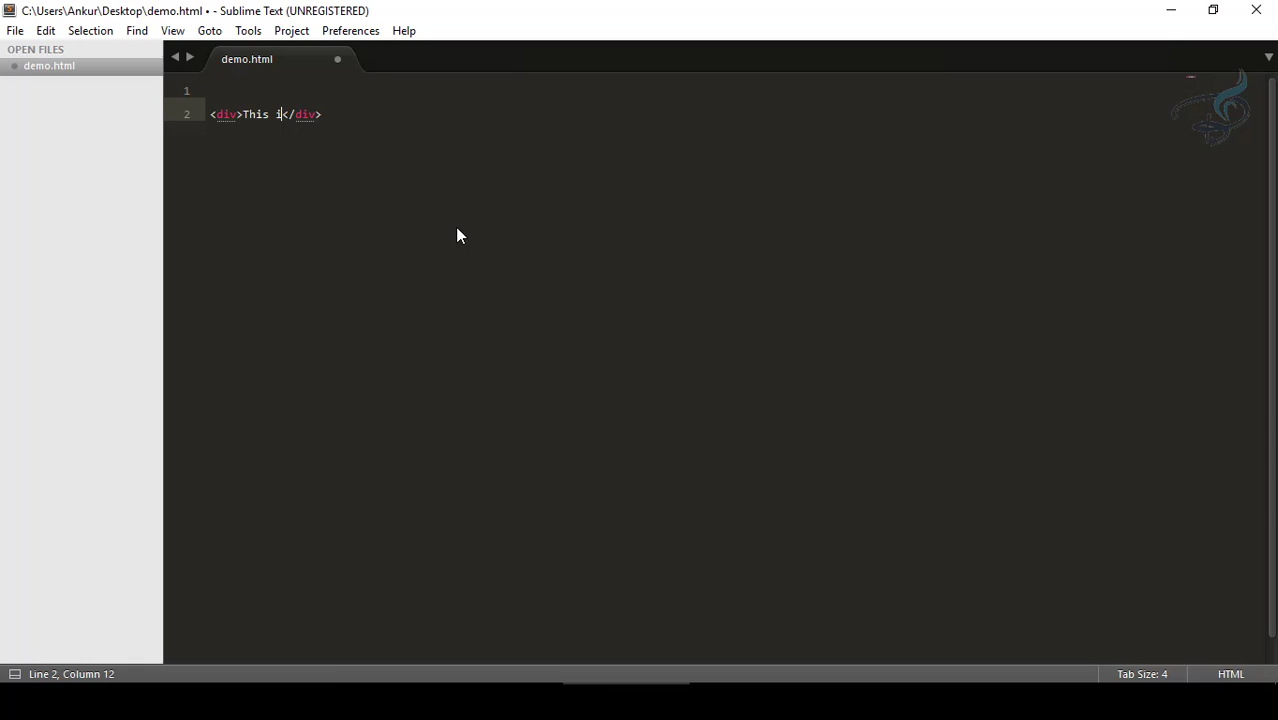 C:\Users\Ankur\Desktop\demo.html • - Sublime Text (UNREGISTERED)
File Edit Selection Find View Goto Tools Project Preferences Help
OPEN FILES
demo.html
demo.html
1
2 <div>This i</div>
Line 2, Column 12
Tab Size: 4
HTML